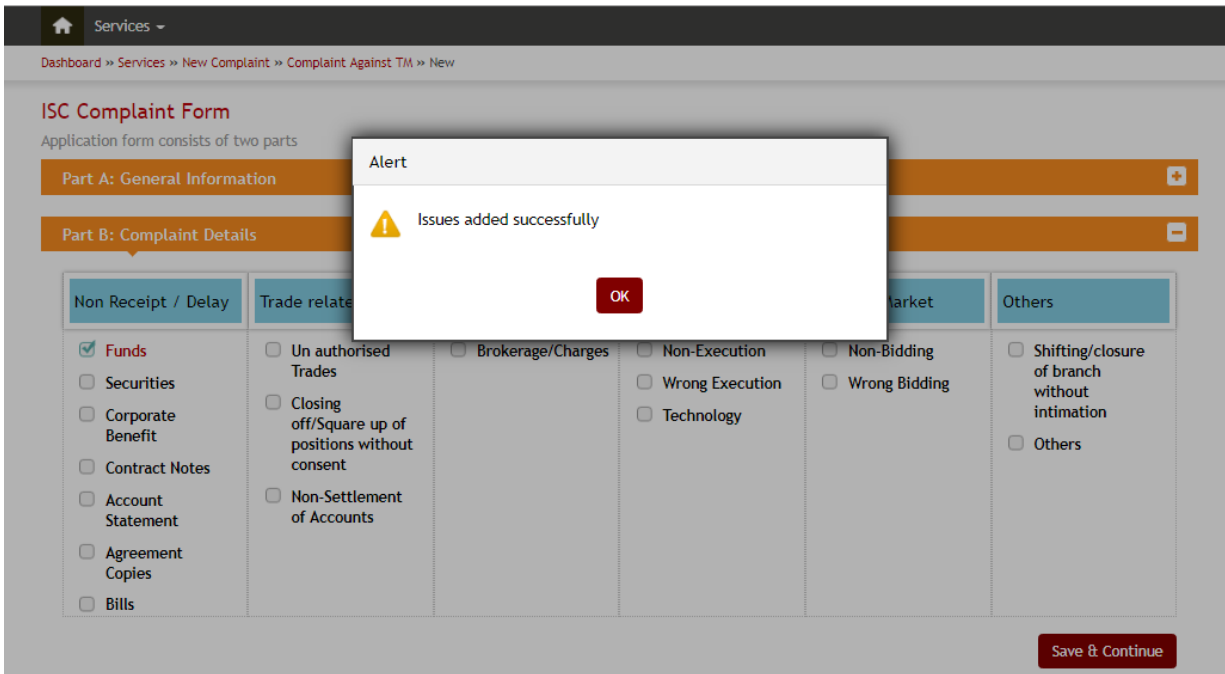 Services
Dashboard » Services » New Complaint » Complaint Against TM » New
ISC Complaint Form
Application form consists of two parts
Part A: General Information
Alert
Issues added successfully
OK
Part B: Complaint Details
Non Receipt / Delay
Funds
Securities
Corporate
Benefit
Contract Notes
Account
Statement
Agreement
Copies
Bills
Trade relate
Un authorised
Trades
Closing
off/Square up of
positions without
consent
Non-Settlement
of Accounts
Brokerage/Charges
Non-Execution
Wrong Execution
Technology
Market
Non-Bidding
Wrong Bidding
Others
Shifting/closure
of branch
without
intimation
Others
Save & Continue